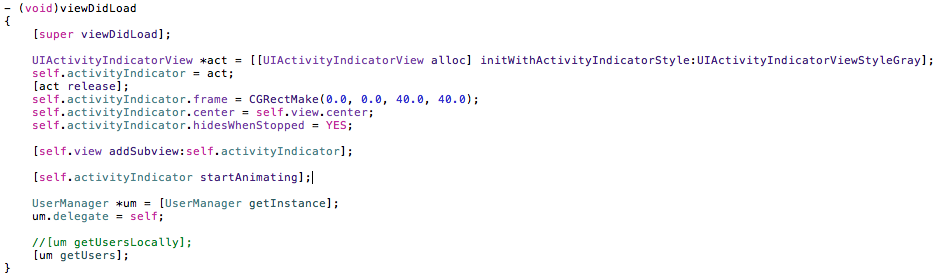 - (void)viewDidLoad
{
    [super viewDidLoad];

    UIActivityIndicatorView *act = [[UIActivityIndicatorView alloc] initWithActivityIndicatorStyle:UIActivityIndicatorViewStyleGray];
    self.activityIndicator = act;
    [act release];
    self.activityIndicator.frame = CGRectMake(0.0, 0.0, 40.0, 40.0);
    self.activityIndicator.center = self.view.center;
    self.activityIndicator.hidesWhenStopped = YES;

    [self.view addSubview:self.activityIndicator];

    [self.activityIndicator startAnimating];

    UserManager *um = [UserManager getInstance];
    um.delegate = self;

    //[um getUsersLocally];
    [um getUsers];
}